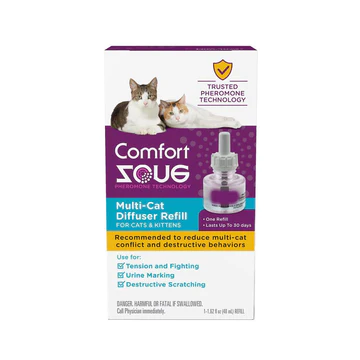 TRUSTED
PHEROMONE
TECHNOLOGY
Comfort
ZONE
PHEROMONE TECHNOLOGY
Multi-Cat
Diffuser Refill
FOR CATS & KITTENS
• One Refill
• Lasts Up To 30 days
Recommended to reduce multi-cat
conflict and destructive behaviors
Use for:
Tension and Fighting
Urine Marking
Destructive Scratching
DANGER. HARMFUL OR FATAL IF SWALLOWED.
Call Physician immediately.
1-1.62 fl oz (48 mL) REFILL